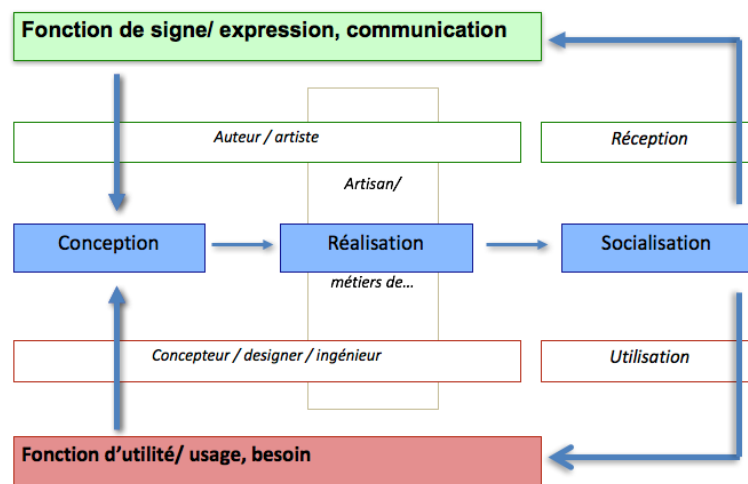 Fonction de signe/ expression, communication
Auteur / artiste
Réception
Artisan/
Conception
Réalisation
Socialisation
métiers de...
Concepteur / designer / ingénieur
Utilisation
Fonction d’utilité/ usage, besoin